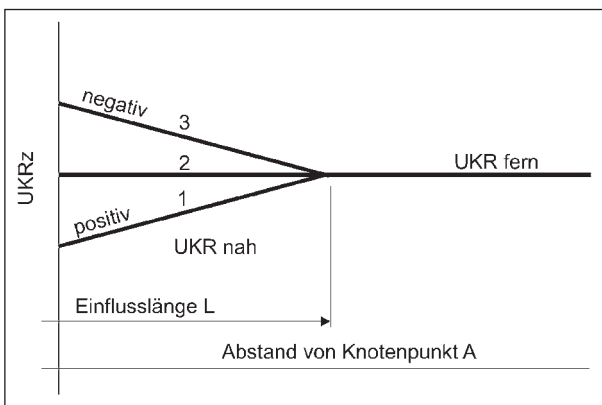 negativ
3
UKRz
2
UKR fern
1
positiv
UKR nah
Einflusslänge L
Abstand von Knotenpunkt A